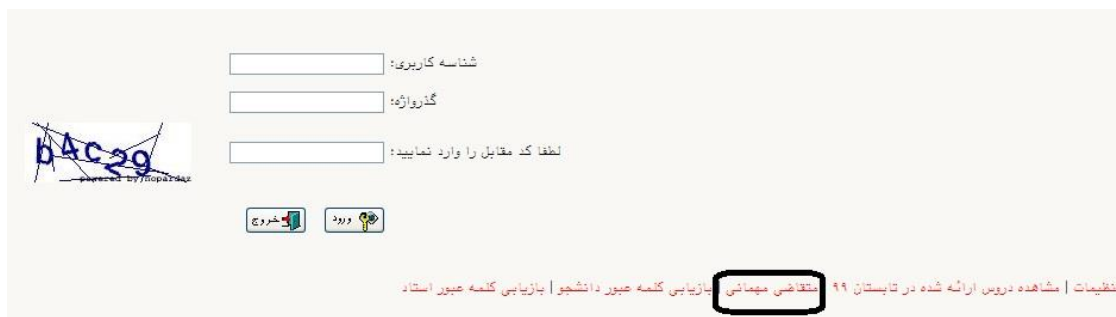 شناسه کاربری:
گذرواژه:
لطفا کد مقابل را وارد نمایید:
b4c29
powered by/nopardaz
ورود خروج
تنظیمات | مشاهده دروس ارائه شده در تابستان ۹۹ | متقاضی مهمانی | بازیابی کلمه عبور دانشجو | بازیابی کلمه عبور استاد